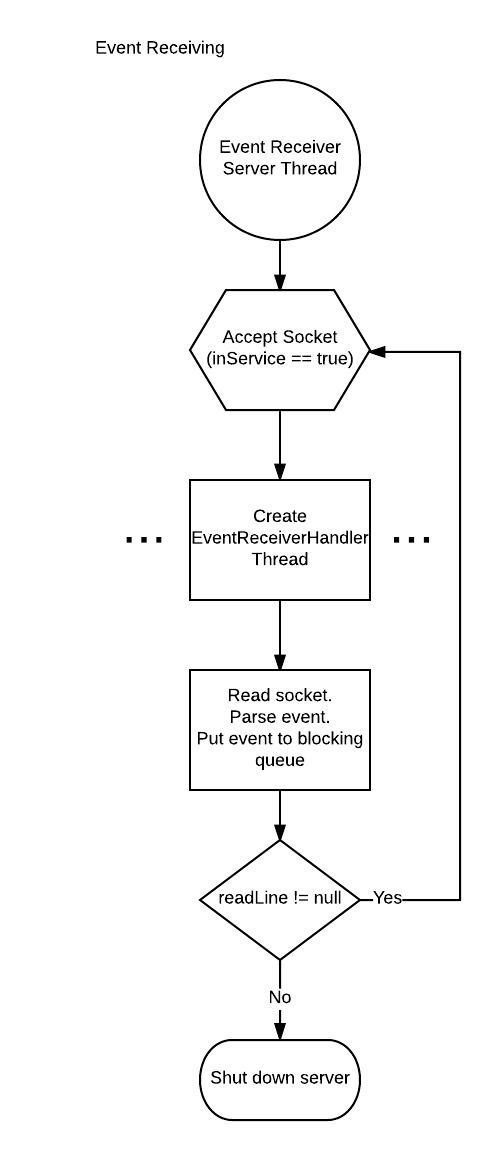 Event Receiving
Event Receiver
Server Thread
Accept Socket
(inService == true)
Create
EventReceiverHandler
Thread
...
...
Read socket.
Parse event.
Put event to blocking
queue
readLine != null
Yes
No
Shut down server